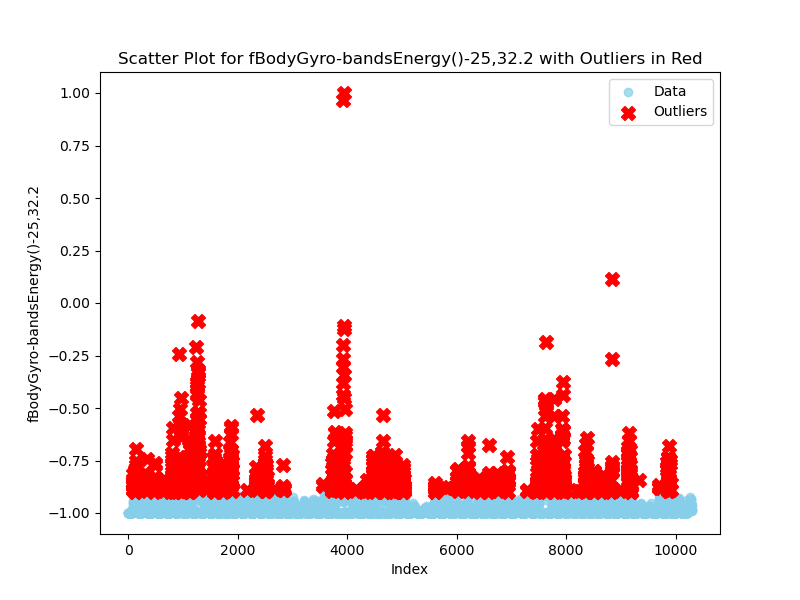 Scatter Plot for fBodyGyro-bandsEnergy()-25,32.2 with Outliers in Red
Data
Outliers
fBodyGyro-bandsEnergy()-25,32.2
1.00
0.75
0.50
0.25
0.00
−0.25
−0.50
−0.75
−1.00
0 2000 4000 6000 8000 10000
Index